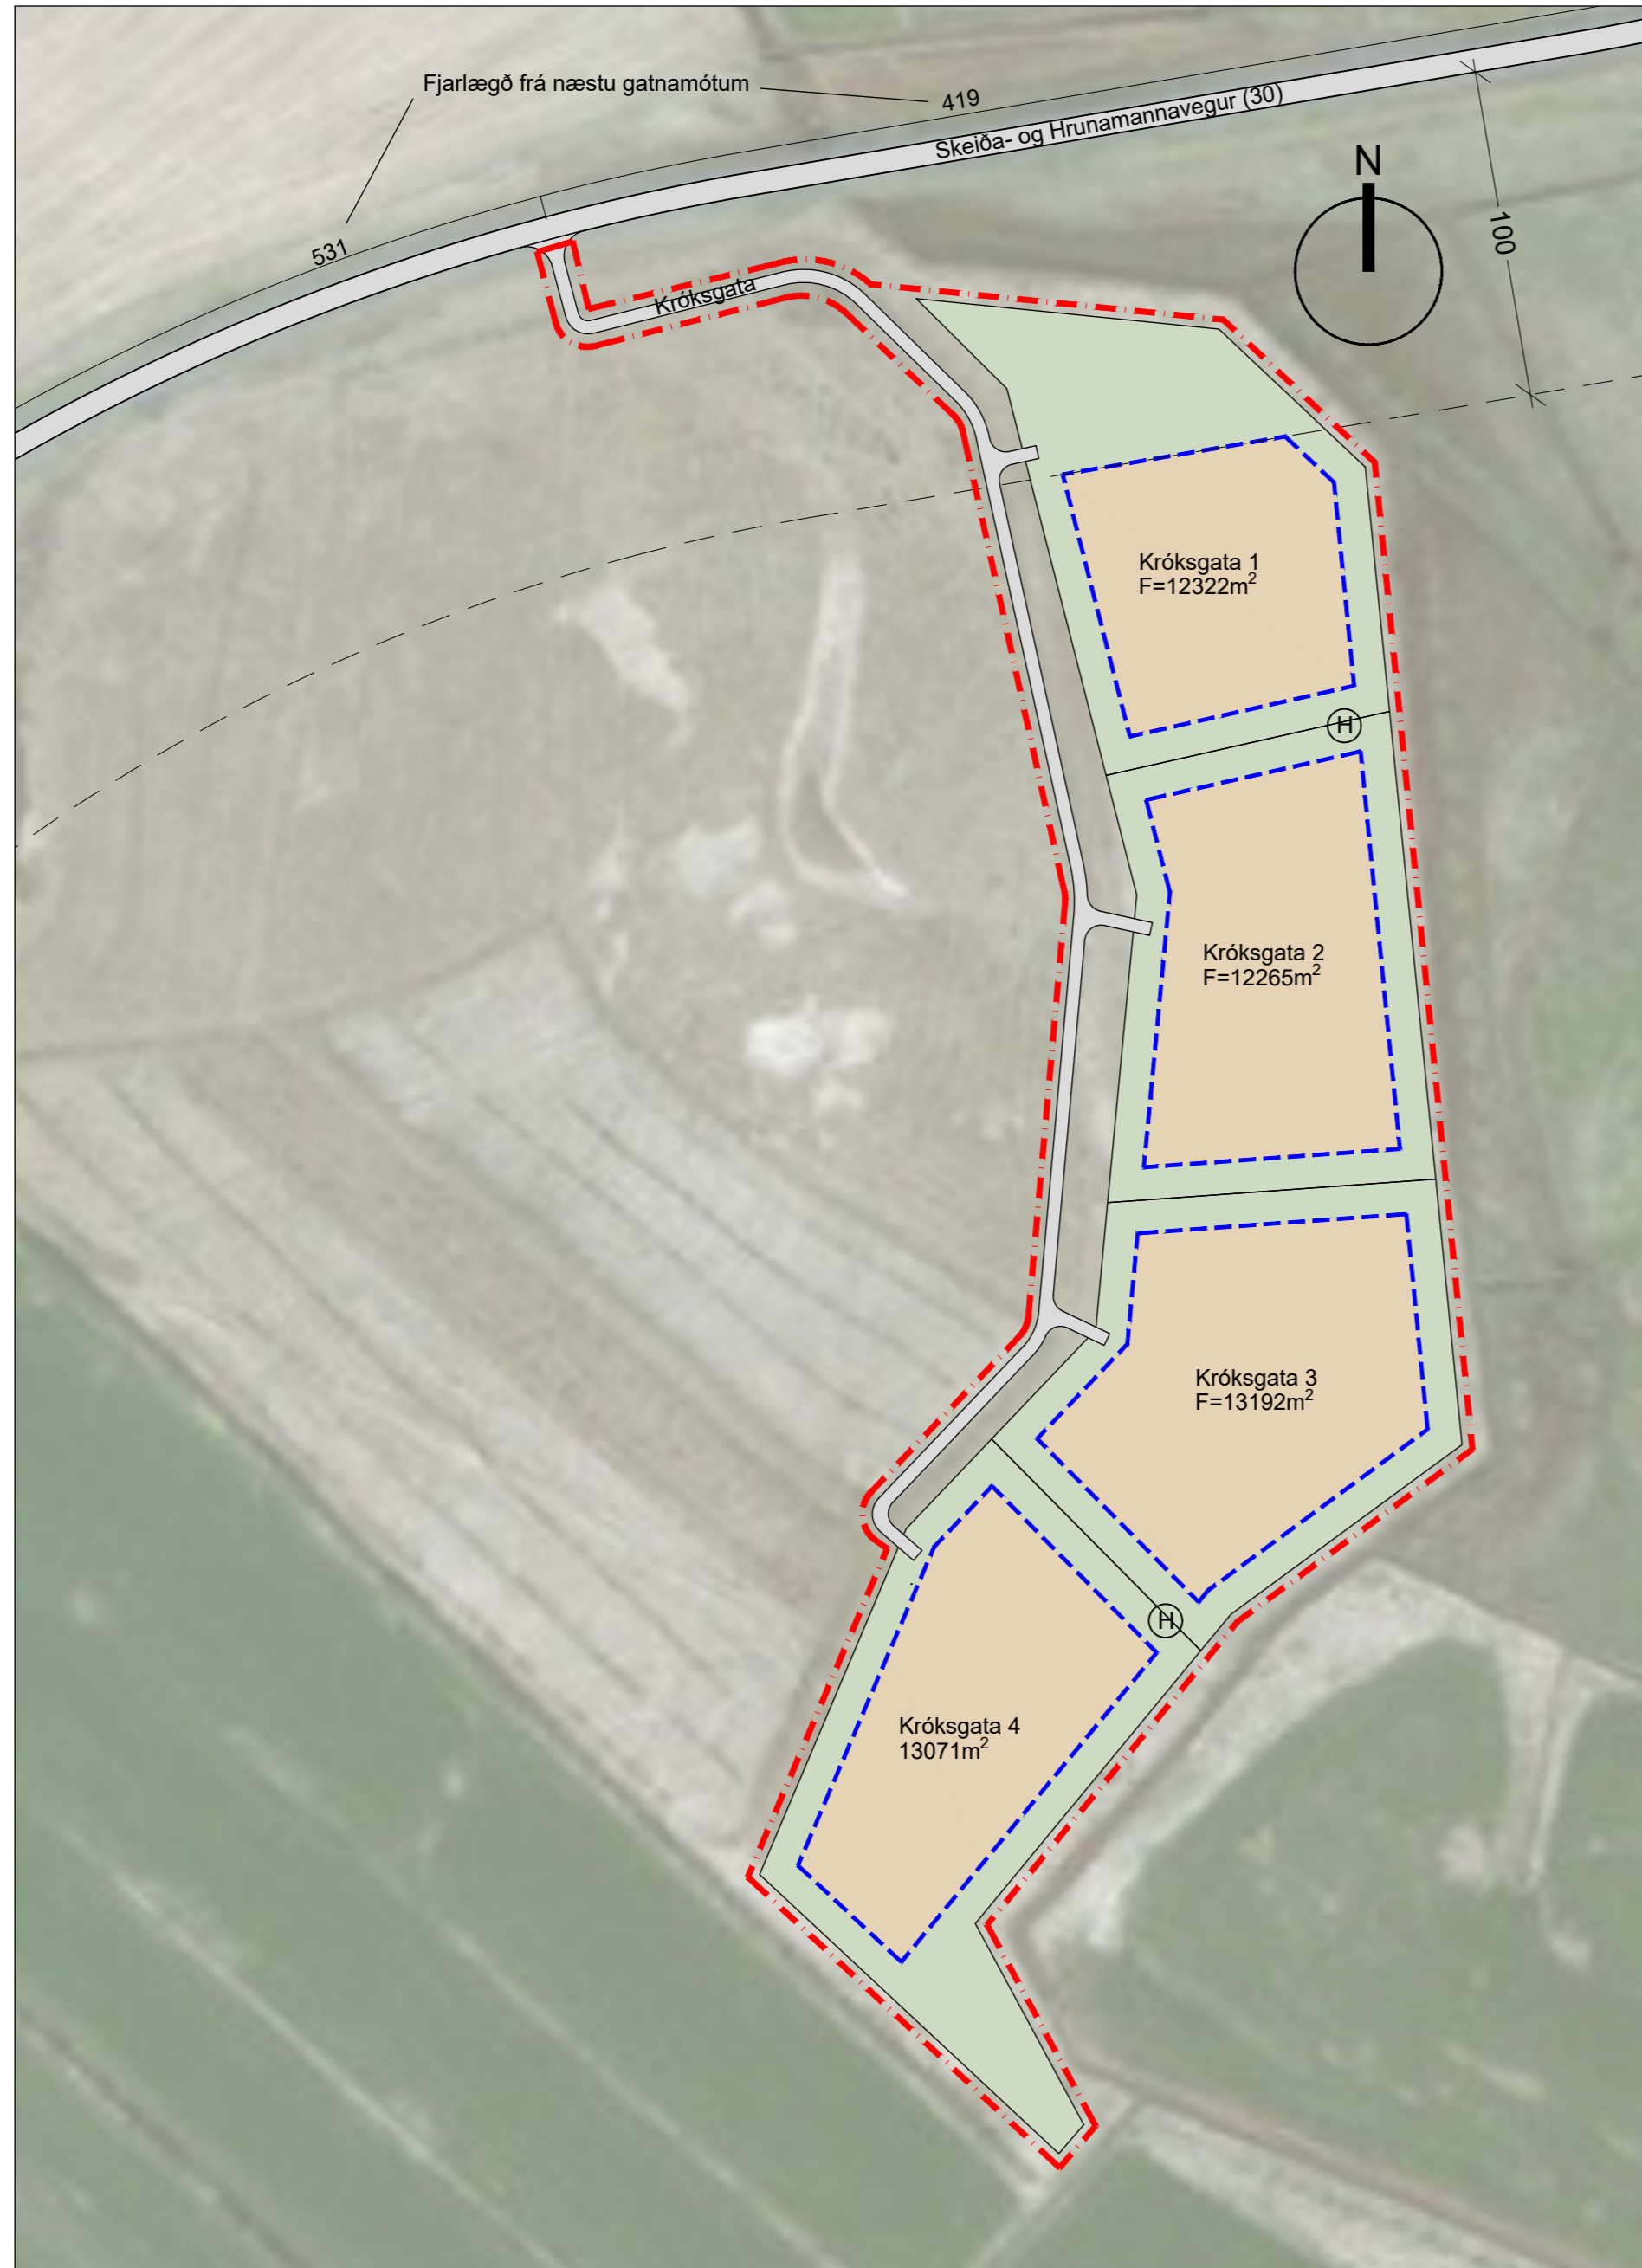 Fjarlægð frá næstu gatnamótum
419
Skeiða- og Hrunamannavegur (30)
N
531
100
Króksgata
Króksgata 1
F=12322m²
H
Króksgata 2
F=12265m²
Króksgata 3
F=13192m²
H
Króksgata 4
13071m²